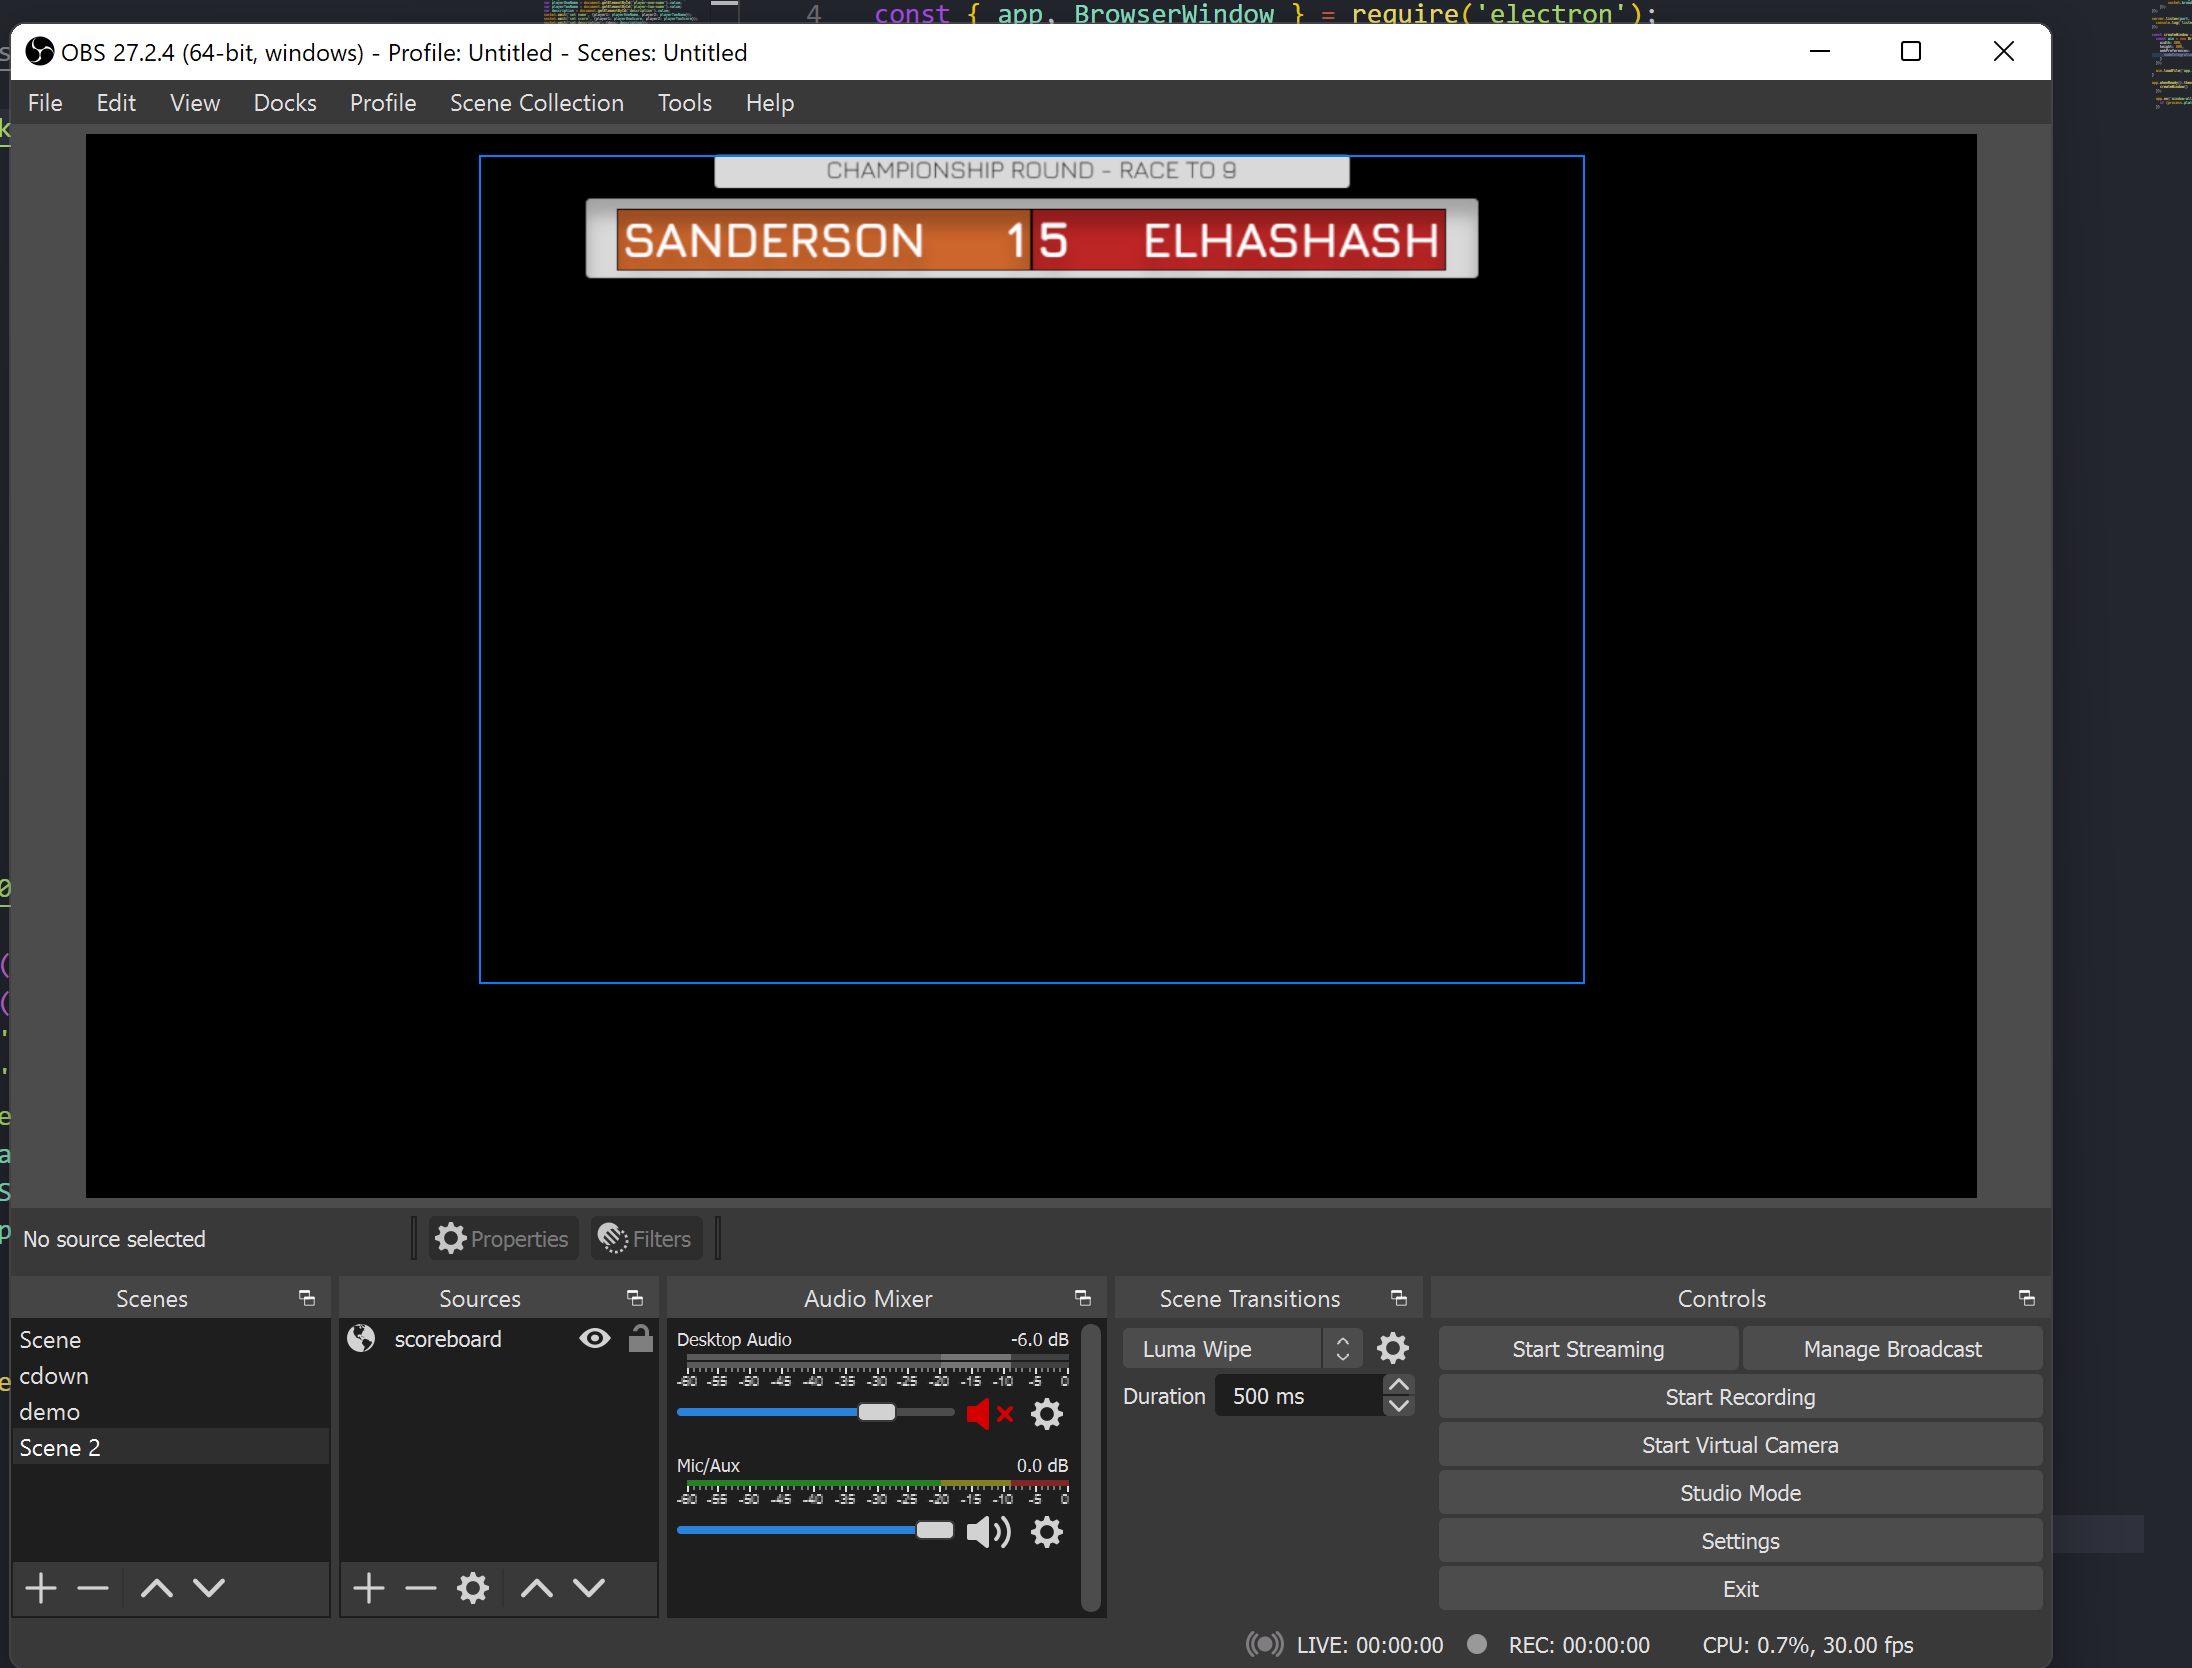 4 const { app, BrowserWindow } = require('electron');
OBS 27.2.4 (64-bit, windows) - Profile: Untitled - Scenes: Untitled
File Edit View Docks Profile Scene Collection Tools Help
CHAMPIONSHIP ROUND - RACE TO 9
SANDERSON 1 5 ELHASHASH
No source selected Properties Filters
Scenes Sources Audio Mixer Scene Transitions Controls
Scene
cdown
demo
Scene 2
scoreboard
Desktop Audio -6.0 dB
-60 -55 -50 -45 -40 -35 -30 -25 -20 -15 -10 -5 0
Mic/Aux 0.0 dB
-60 -55 -50 -45 -40 -35 -30 -25 -20 -15 -10 -5 0
Luma Wipe
Duration 500 ms
Start Streaming Manage Broadcast
Start Recording
Start Virtual Camera
Studio Mode
Settings
Exit
LIVE: 00:00:00 REC: 00:00:00 CPU: 0.7%, 30.00 fps